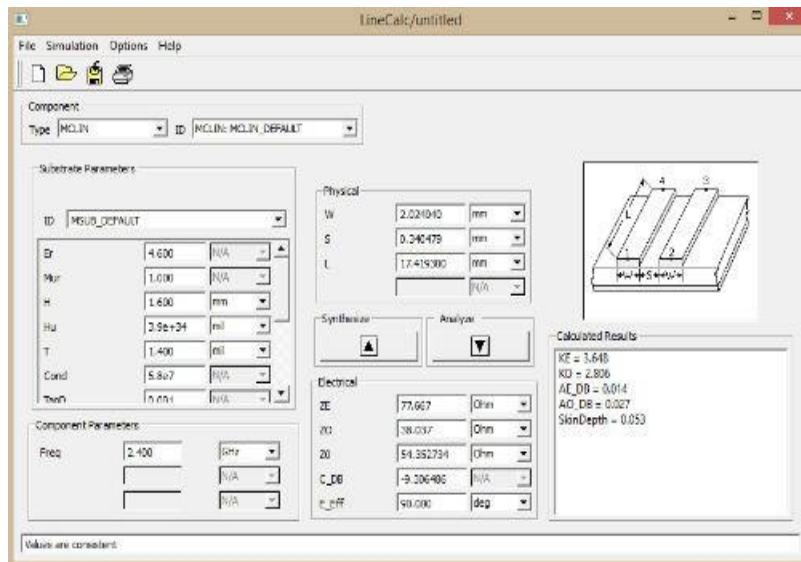 LineCalc/untitled
File Simulation Options Help
Component
Type MCLIN ID MCLIN: MCLIN_DEFAULT
Substrate Parameters
ID MSUB_DEFAULT
Er 4.600 N/A
Mur 1.000 N/A
H 1.600 mm
Hu 3.9e+34 mil
T 1.400 mil
Cond 5.8e7 N/A
TanD 0.001 N/A
Component Parameters
Freq 2.400 GHz
N/A
N/A
Physical
W 2.024040 mm
S 0.340479 mm
L 17.419300 mm
N/A
Synthesize Analyze
Electrical
ZE 77.667 Ohm
ZO 38.037 Ohm
Z0 54.352734 Ohm
C_DB -9.306486 N/A
E_Eff 90.000 deg
4 3
L
1 2
W S W
Calculated Results
KE = 3.648
KO = 2.806
AE_DB = 0.014
AO_DB = 0.027
SkinDepth = 0.053
Values are consistent